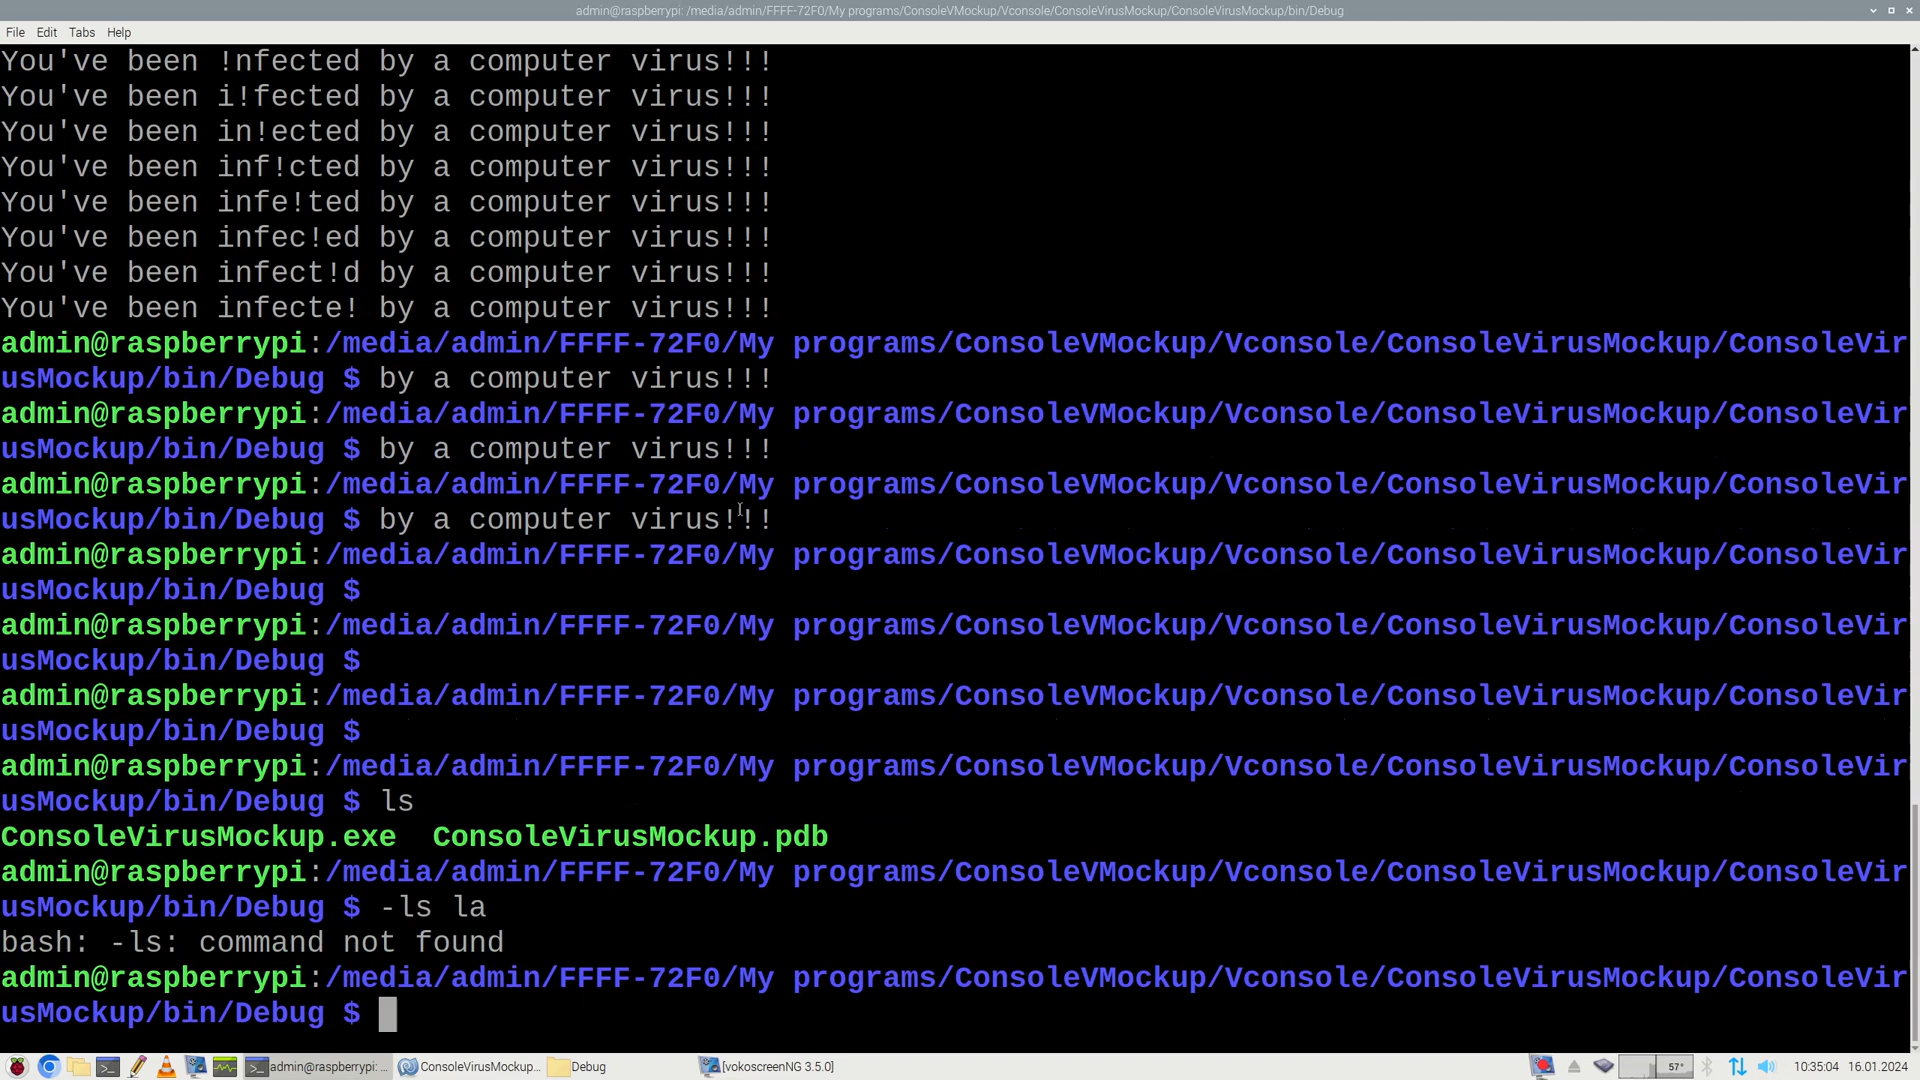 admin@raspberrypi: /media/admin/FFFF-72F0/My programs/ConsoleVMockup/Vconsole/ConsoleVirusMockup/ConsoleVirusMockup/bin/Debug
File Edit Tabs Help
You've been !nfected by a computer virus!!!
You've been i!fected by a computer virus!!!
You've been in!ected by a computer virus!!!
You've been inf!cted by a computer virus!!!
You've been infe!ted by a computer virus!!!
You've been infec!ed by a computer virus!!!
You've been infect!d by a computer virus!!!
You've been infecte! by a computer virus!!!
admin@raspberrypi:/media/admin/FFFF-72F0/My programs/ConsoleVMockup/Vconsole/ConsoleVirusMockup/ConsoleVir
usMockup/bin/Debug $ by a computer virus!!!
admin@raspberrypi:/media/admin/FFFF-72F0/My programs/ConsoleVMockup/Vconsole/ConsoleVirusMockup/ConsoleVir
usMockup/bin/Debug $ by a computer virus!!!
admin@raspberrypi:/media/admin/FFFF-72F0/My programs/ConsoleVMockup/Vconsole/ConsoleVirusMockup/ConsoleVir
usMockup/bin/Debug $ by a computer virus!!!
admin@raspberrypi:/media/admin/FFFF-72F0/My programs/ConsoleVMockup/Vconsole/ConsoleVirusMockup/ConsoleVir
usMockup/bin/Debug $
admin@raspberrypi:/media/admin/FFFF-72F0/My programs/ConsoleVMockup/Vconsole/ConsoleVirusMockup/ConsoleVir
usMockup/bin/Debug $
admin@raspberrypi:/media/admin/FFFF-72F0/My programs/ConsoleVMockup/Vconsole/ConsoleVirusMockup/ConsoleVir
usMockup/bin/Debug $
admin@raspberrypi:/media/admin/FFFF-72F0/My programs/ConsoleVMockup/Vconsole/ConsoleVirusMockup/ConsoleVir
usMockup/bin/Debug $ ls
ConsoleVirusMockup.exe ConsoleVirusMockup.pdb
admin@raspberrypi:/media/admin/FFFF-72F0/My programs/ConsoleVMockup/Vconsole/ConsoleVirusMockup/ConsoleVir
usMockup/bin/Debug $ -ls la
bash: -ls: command not found
admin@raspberrypi:/media/admin/FFFF-72F0/My programs/ConsoleVMockup/Vconsole/ConsoleVirusMockup/ConsoleVir
usMockup/bin/Debug $
admin@raspberrypi: ... ConsoleVirusMockup... Debug [vokoscreenNG 3.5.0] 57° 10:35:04 16.01.2024